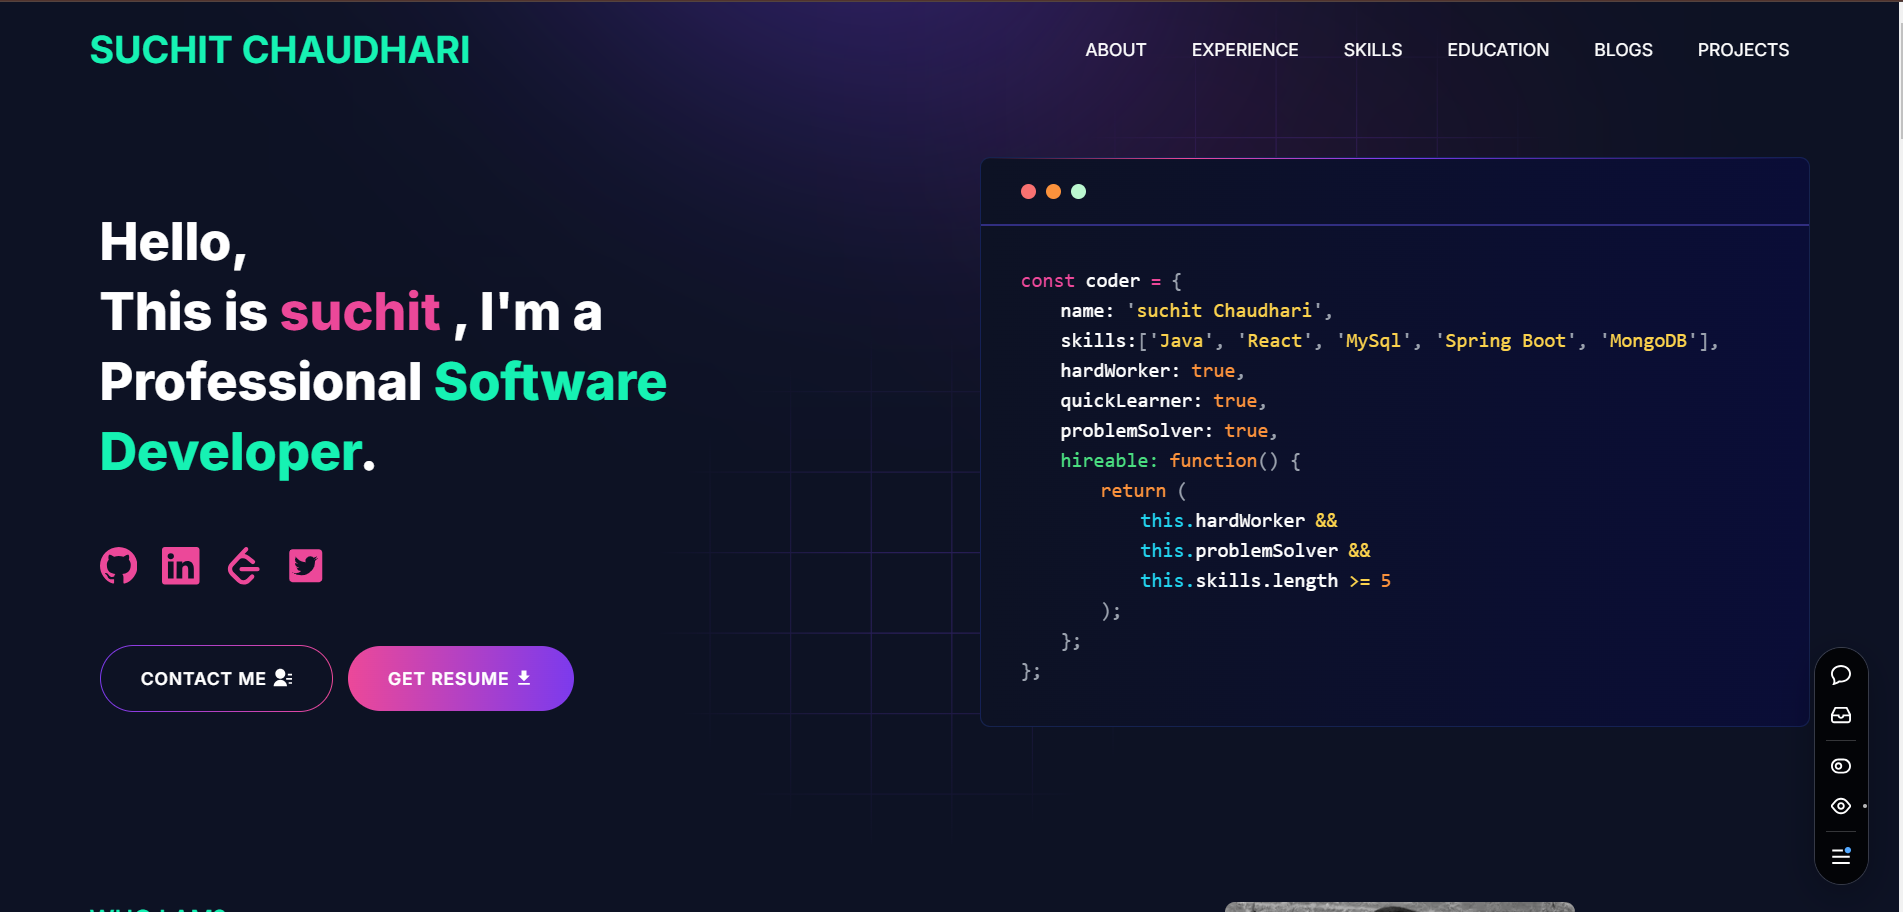 SUCHIT CHAUDHARI
ABOUT EXPERIENCE SKILLS EDUCATION BLOGS PROJECTS
Hello,
This is suchit , I'm a
Professional Software
Developer.
CONTACT ME
GET RESUME
const coder = {
name: 'suchit Chaudhari',
skills:['Java', 'React', 'MySql', 'Spring Boot', 'MongoDB'],
hardWorker: true,
quickLearner: true,
problemSolver: true,
hireable: function() {
return (
this.hardWorker &&
this.problemSolver &&
this.skills.length >= 5
);
};
};
WHO I AM?